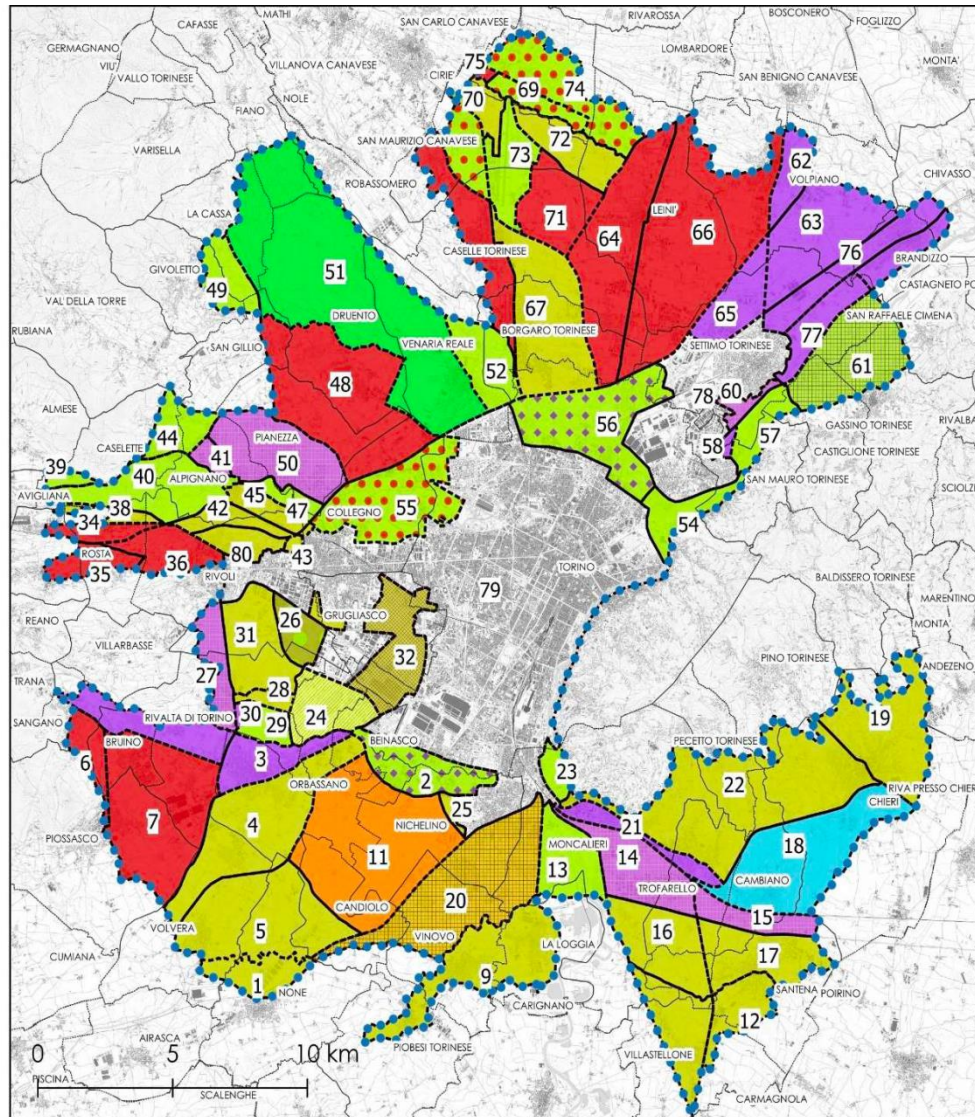 MATHI
CAFASSE
SAN CARLO CANAVESE
RIVAROSSA
BOSCONERO
FOGLIZZO
GERMAGNANO
VIU'
VALLO TORINESE
VILLANOVA CANAVESE
LOMBARDORE
MONTA'
CIRIE'
75
69
74
SAN BENIGNO CANAVESE
NOLE
FIANO
70
VARISELLA
SAN MAURIZIO CANAVESE
72
73
62
VOLPIANO
CHIVASSO
ROBASSOMERO
LEINI'
63
LA CASSA
71
64
66
76
BRANDIZZO
GIVOLETTO
51
CASELLE TORINESE
CASTAGNETO PO
49
67
65
SAN RAFFAELE CIMENA
VAL DELLA TORRE
DRUENTO
BORGARO TORINESE
77
RUBIANA
SAN GILLIO
VENARIA REALE
52
SETTIMO TORINESE
61
48
78
60
ALMESE
56
GASSINO TORINESE
RIVALBA
44
PIANEZZA
58
57
CASELETTE
41
50
CASTIGLIONE TORINESE
39
40
ALPIGNANO
45
SAN MAURO TORINESE
SCIOLZE
AVIGLIANA
38
42
47
COLLEGNO
55
54
34
ROSTA
80
43
36
35
RIVOLI
TORINO
79
BALDISSERO TORINESE
MARENTINO
REANO
26
GRUGLIASCO
MONTA'
VILLARBASSE
31
32
PINO TORINESE
ANDEZENO
TRANA
27
28
19
SANGANO
RIVALTA DI TORINO
30
29
24
BEINASCO
PECETTO TORINESE
BRUINO
3
23
22
6
ORBASSANO
2
RIVA PRESSO CHIERI
CHIERI
7
4
NICHELINO
25
21
PIOSSASCO
11
MONCALIERI
14
18
13
TROFARELLO
CAMBIANO
CANDIOLO
20
15
VOLVERA
5
VINOVO
16
CUMIANA
LA LOGGIA
17
1
NONE
9
SANTENA
POIRINO
CARIGNANO
12
AIRASCA
PIOBESI TORINESE
VILLASTELLONE
0 5 10 km
PISCINA
SCALENGHE
CARMAGNOLA